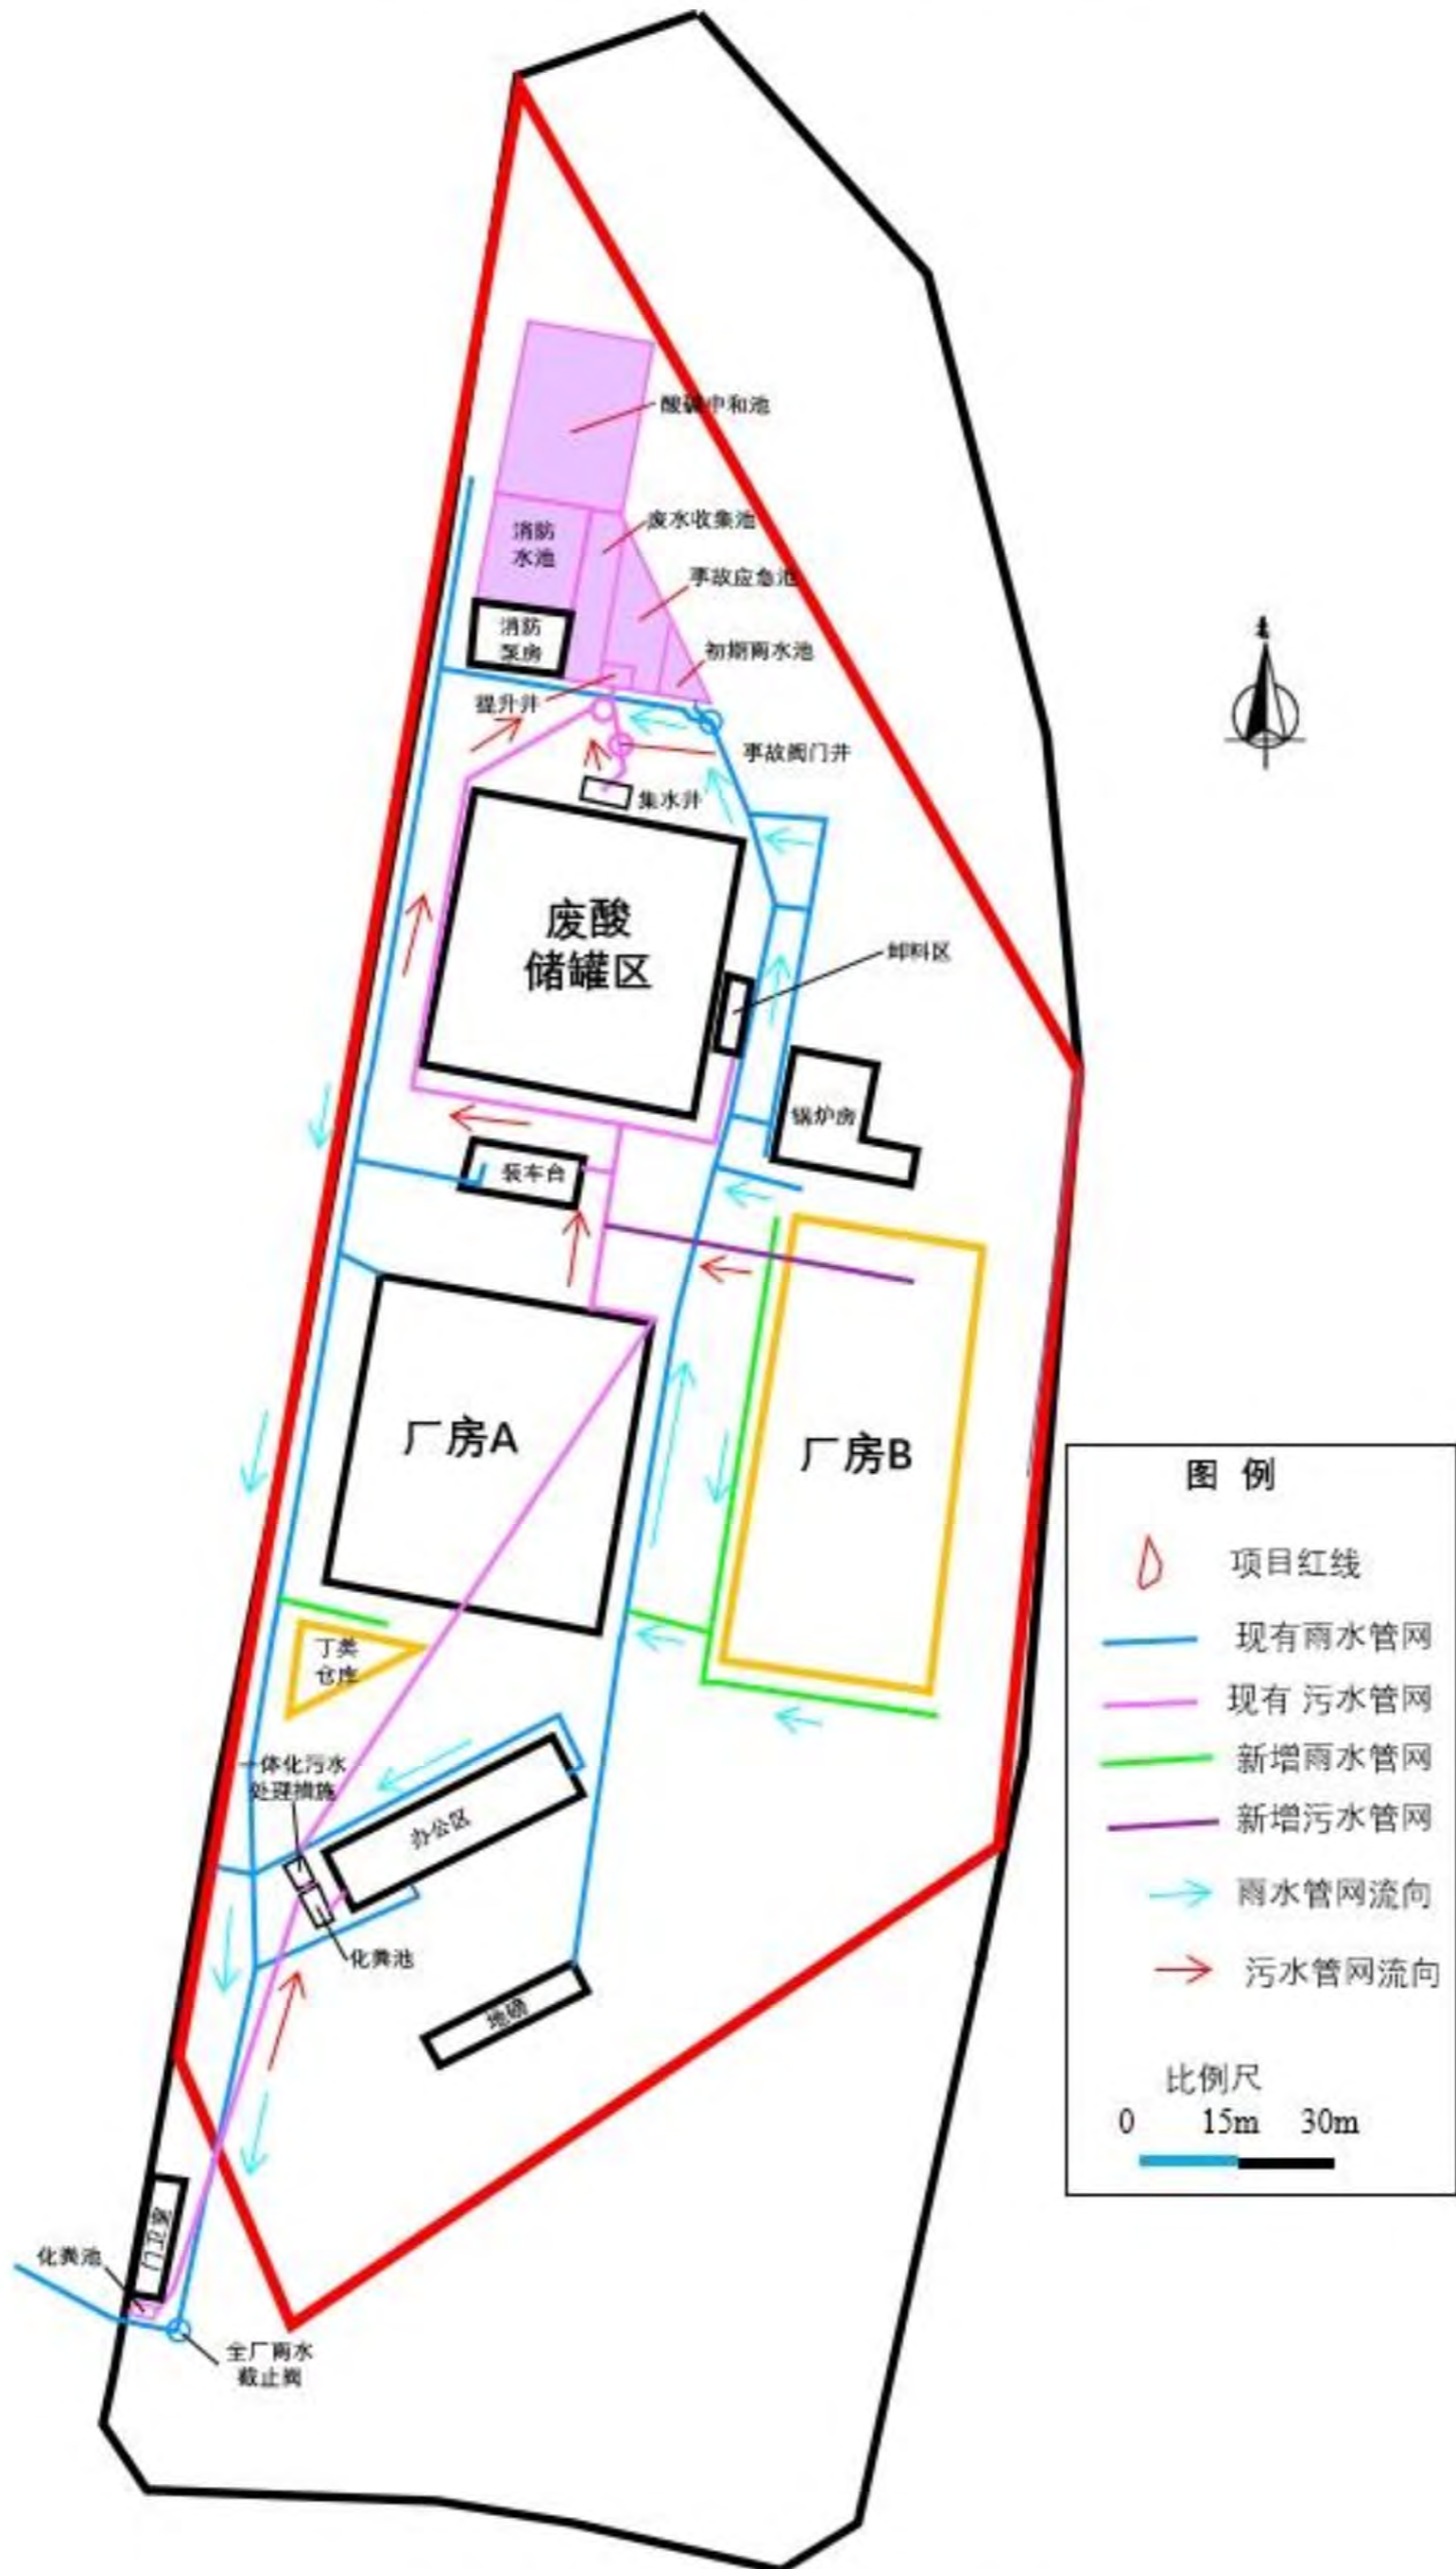 酸碱中和池
废水收集池
消防
水池
事故应急池
消防
泵房
初期雨水池
提升井
事故阀门井
集水井
废酸
储罐区
卸料区
锅炉房
装车台
厂房A
厂房B
丁类
仓库
一体化污水
处理措施
办公区
化粪池
地磅
化粪池
全厂雨水
截止阀
图 例
项目红线
现有雨水管网
现有 污水管网
新增雨水管网
新增污水管网
雨水管网流向
污水管网流向
比例尺
0 15m 30m